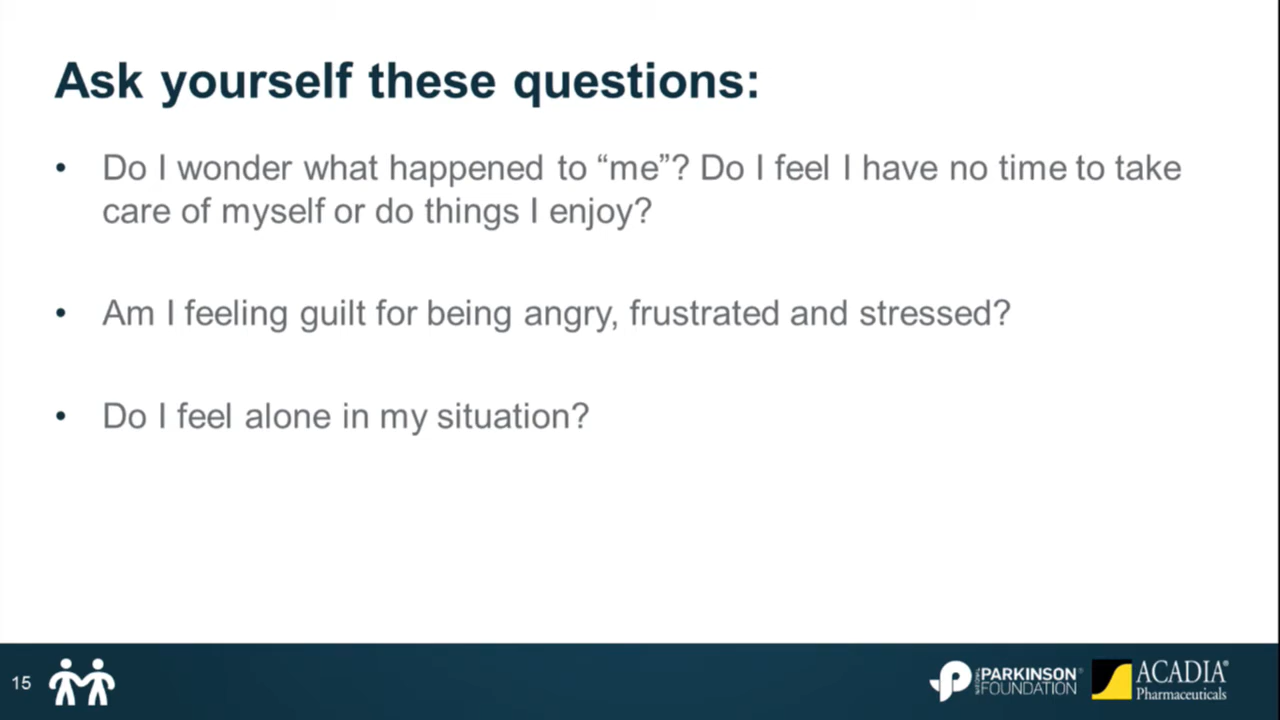 Ask yourself these questions:
• Do I wonder what happened to “me”? Do I feel I have no time to take
care of myself or do things I enjoy?
• Am I feeling guilt for being angry, frustrated and stressed?
• Do I feel alone in my situation?
15
NATIONAL
PARKINSON®
FOUNDATION
ACADIA®
Pharmaceuticals